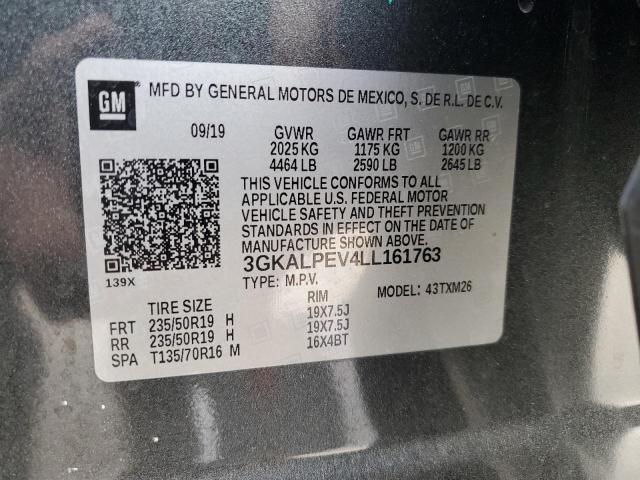 GM MFD BY GENERAL MOTORS DE MEXICO, S. DE R.L. DE C.V.
09/19 GVWR GAWR FRT GAWR RR
2025 KG 1175 KG 1200 KG
4464 LB 2590 LB 2645 LB
THIS VEHICLE CONFORMS TO ALL
APPLICABLE U.S. FEDERAL MOTOR
VEHICLE SAFETY AND THEFT PREVENTION
STANDARDS IN EFFECT ON THE DATE OF
MANUFACTURE SHOWN ABOVE.
3GKALPEV4LL161763
139X TYPE: M.P.V. MODEL: 43TXM26
TIRE SIZE RIM
FRT 235/50R19 H 19X7.5J
RR 235/50R19 H 19X7.5J
SPA T135/70R16 M 16X4BT